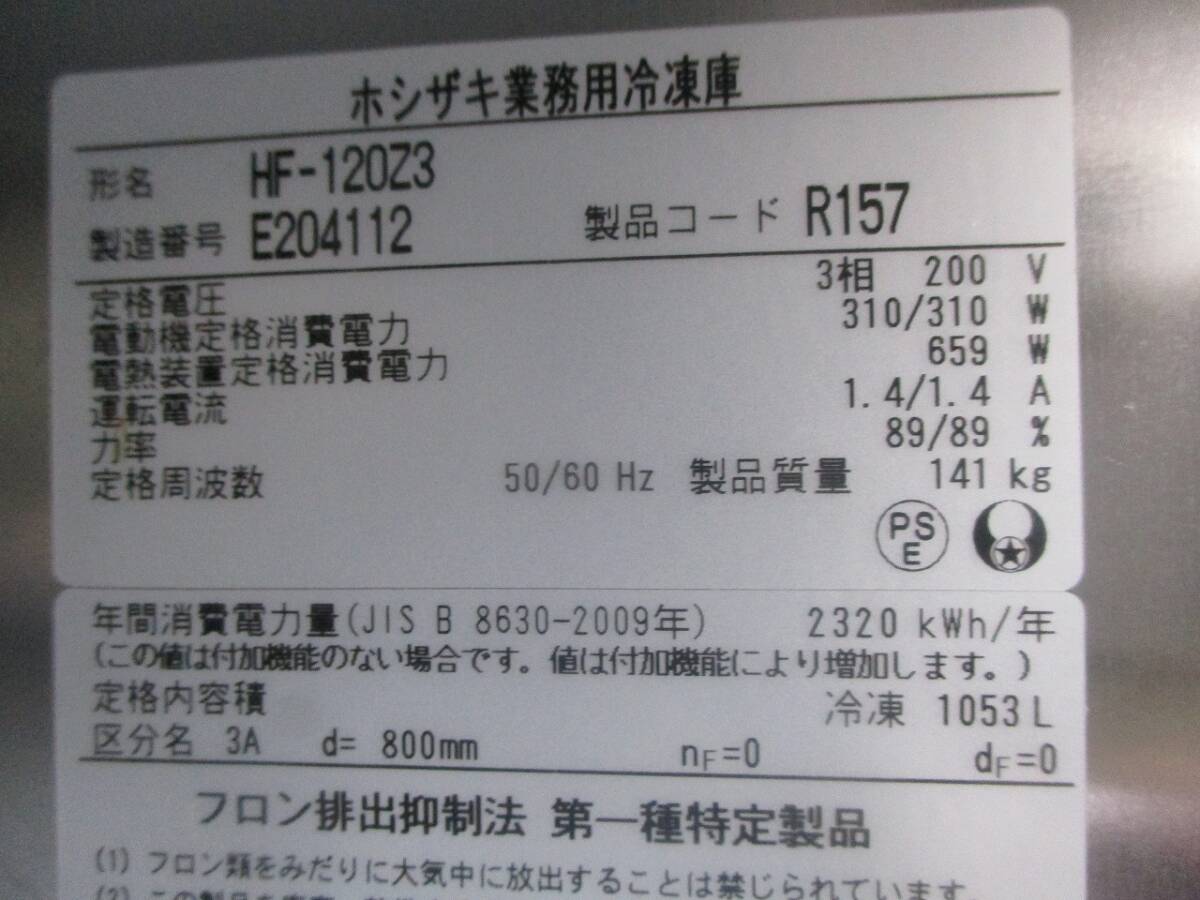 ホシザキ業務用冷凍庫
形名 HF-120Z3
製造番号 E204112 製品コード R157
定格電圧 3相 200 V
電動機定格消費電力 310/310 W
電熱装置定格消費電力 659 W
運転電流 1.4/1.4 A
力率 89/89 %
定格周波数 50/60 Hz 製品質量 141 kg
PS
E
年間消費電力量(JIS B 8630-2009年) 2320 kWh/年
(この値は付加機能のない場合です。値は付加機能により増加します。)
定格内容積 冷凍 1053 L
区分名 3A d= 800mm nF=0 dF=0
フロン排出抑制法 第一種特定製品
(1) フロン類をみだりに大気中に放出することは禁じられています。